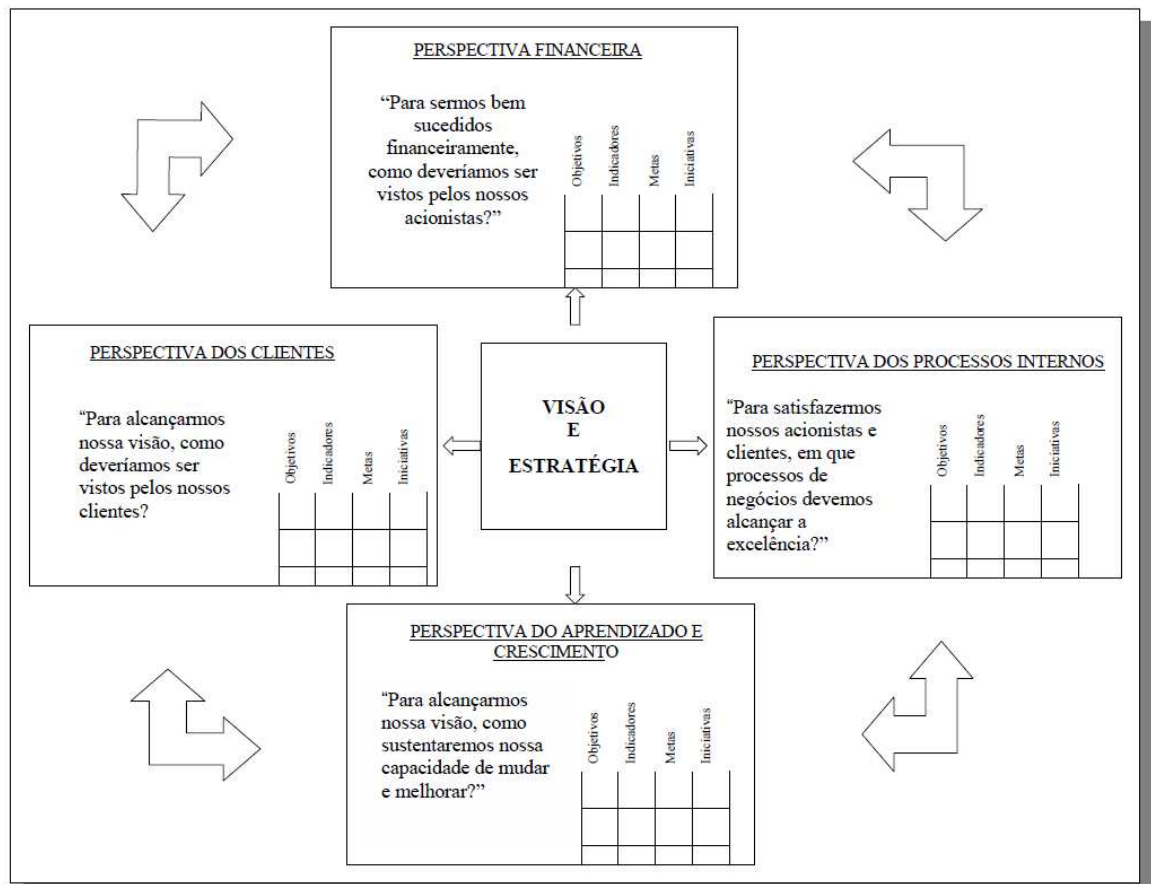 PERSPECTIVA FINANCEIRA
“Para sermos bem
sucedidos
financeiramente,
como deveríamos ser
vistos pelos nossos
acionistas?”
Objetivos
Indicadores
Metas
Iniciativas
PERSPECTIVA DOS CLIENTES
“Para alcançarmos
nossa visão, como
deveríamos ser
vistos pelos nossos
clientes?
Objetivos
Indicadores
Metas
Iniciativas
VISÃO
E
ESTRATÉGIA
PERSPECTIVA DOS PROCESSOS INTERNOS
“Para satisfazermos
nossos acionistas e
clientes, em que
processos de
negócios devemos
alcançar a
excelência?”
Objetivos
Indicadores
Metas
Iniciativas
PERSPECTIVA DO APRENDIZADO E
CRESCIMENTO
“Para alcançarmos
nossa visão, como
sustentaremos nossa
capacidade de mudar
e melhorar?”
Objetivos
Indicadores
Metas
Iniciativas